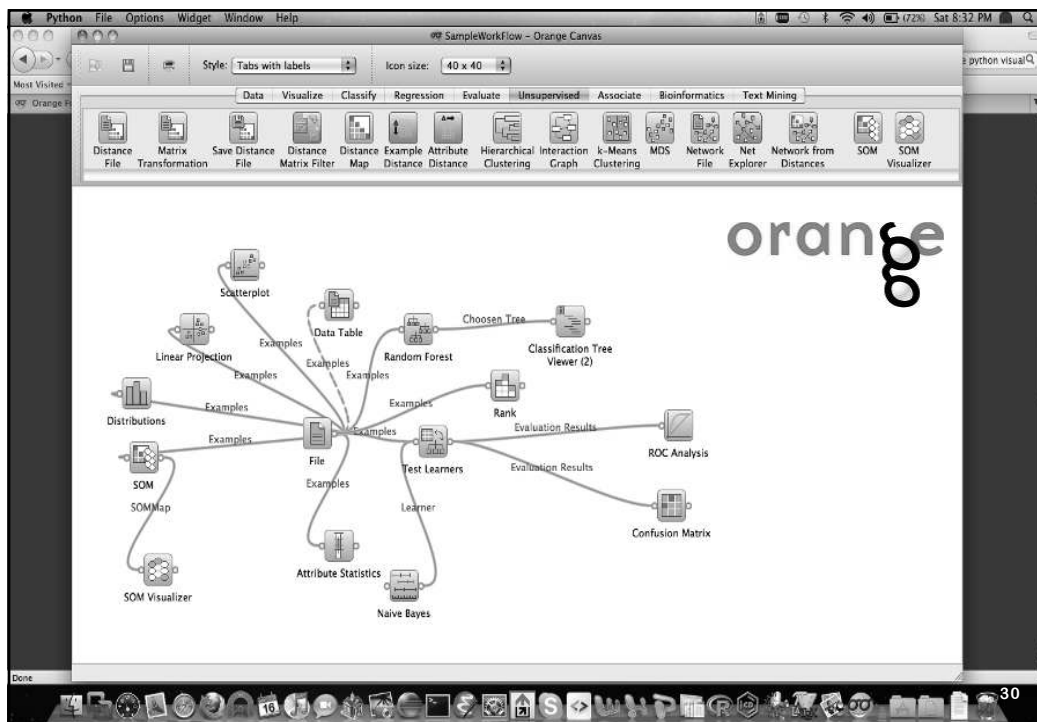 Python File Options Widget Window Help
(72%) Sat 8:32 PM
SampleWorkFlow – Orange Canvas
Style: Tabs with labels Icon size: 40 x 40
python visual
Most Visited
Orange F
Data Visualize Classify Regression Evaluate Unsupervised Associate Bioinformatics Text Mining
Distance File
Matrix Transformation
Save Distance File
Distance Matrix Filter
Distance Map
Example Distance
Attribute Distance
Hierarchical Clustering
Interaction Graph
k-Means Clustering
MDS
Network File
Net Explorer
Network from Distances
SOM
SOM Visualizer
orange
Scatterplot
Data Table
Choosen Tree
Linear Projection
Examples
Examples
Examples
Random Forest
Classification Tree
Viewer (2)
Examples
Distributions
Examples
Examples
Rank
Examples
Examples
File
Test Learners
Evaluation Results
ROC Analysis
SOM
Evaluation Results
Examples
SOMMap
Learner
Confusion Matrix
Attribute Statistics
SOM Visualizer
Naive Bayes
Done
16
30